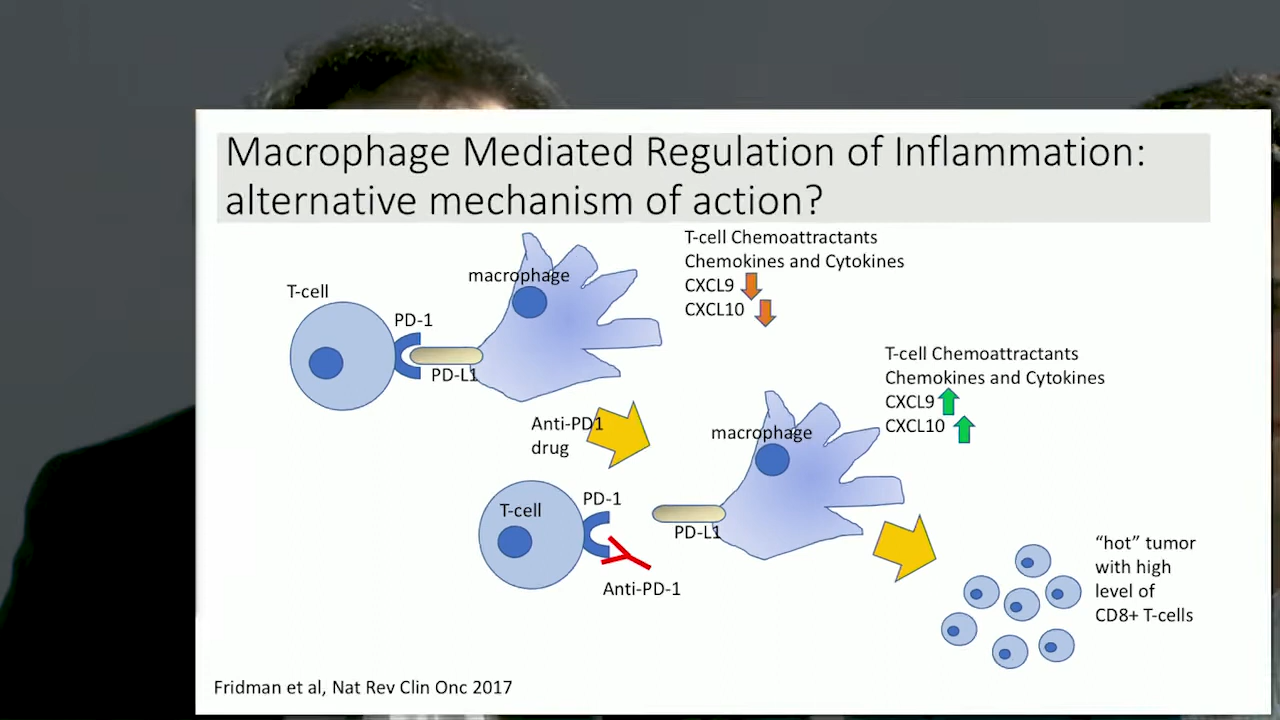 Macrophage Mediated Regulation of Inflammation:
alternative mechanism of action?
T-cell Chemoattractants
Chemokines and Cytokines
CXCL9
CXCL10
macrophage
T-cell
PD-1
PD-L1
T-cell Chemoattractants
Chemokines and Cytokines
CXCL9
CXCL10
Anti-PD1
drug
macrophage
PD-1
T-cell
PD-L1
Anti-PD-1
"hot" tumor
with high
level of
CD8+ T-cells
Fridman et al, Nat Rev Clin Onc 2017